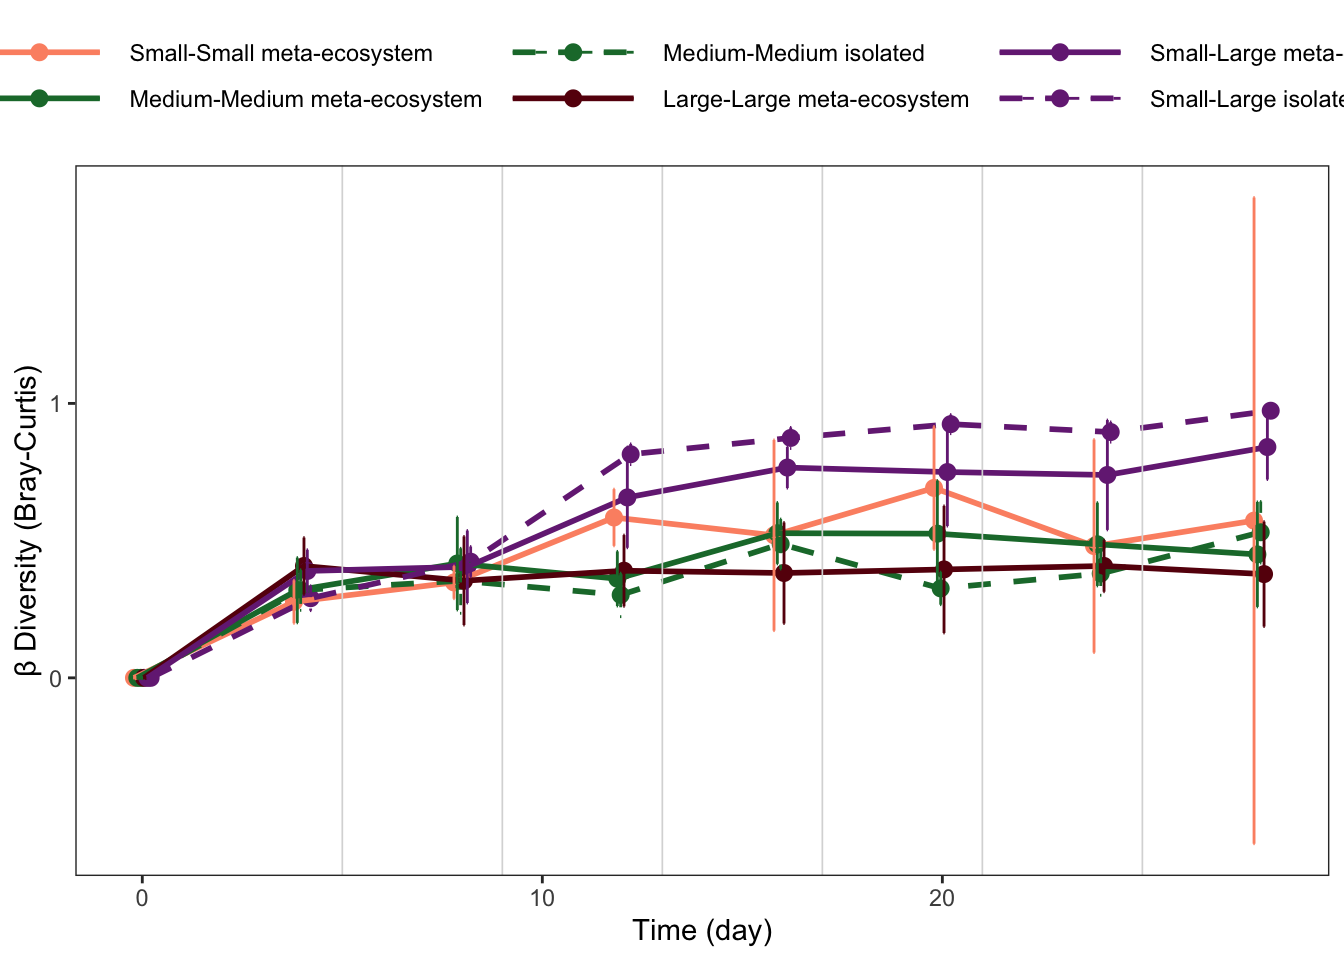 Small-Small meta-ecosystem Medium-Medium isolated Small-Large meta-
Medium-Medium meta-ecosystem Large-Large meta-ecosystem Small-Large isolate
β Diversity (Bray-Curtis)
1
0
0 10 20
Time (day)